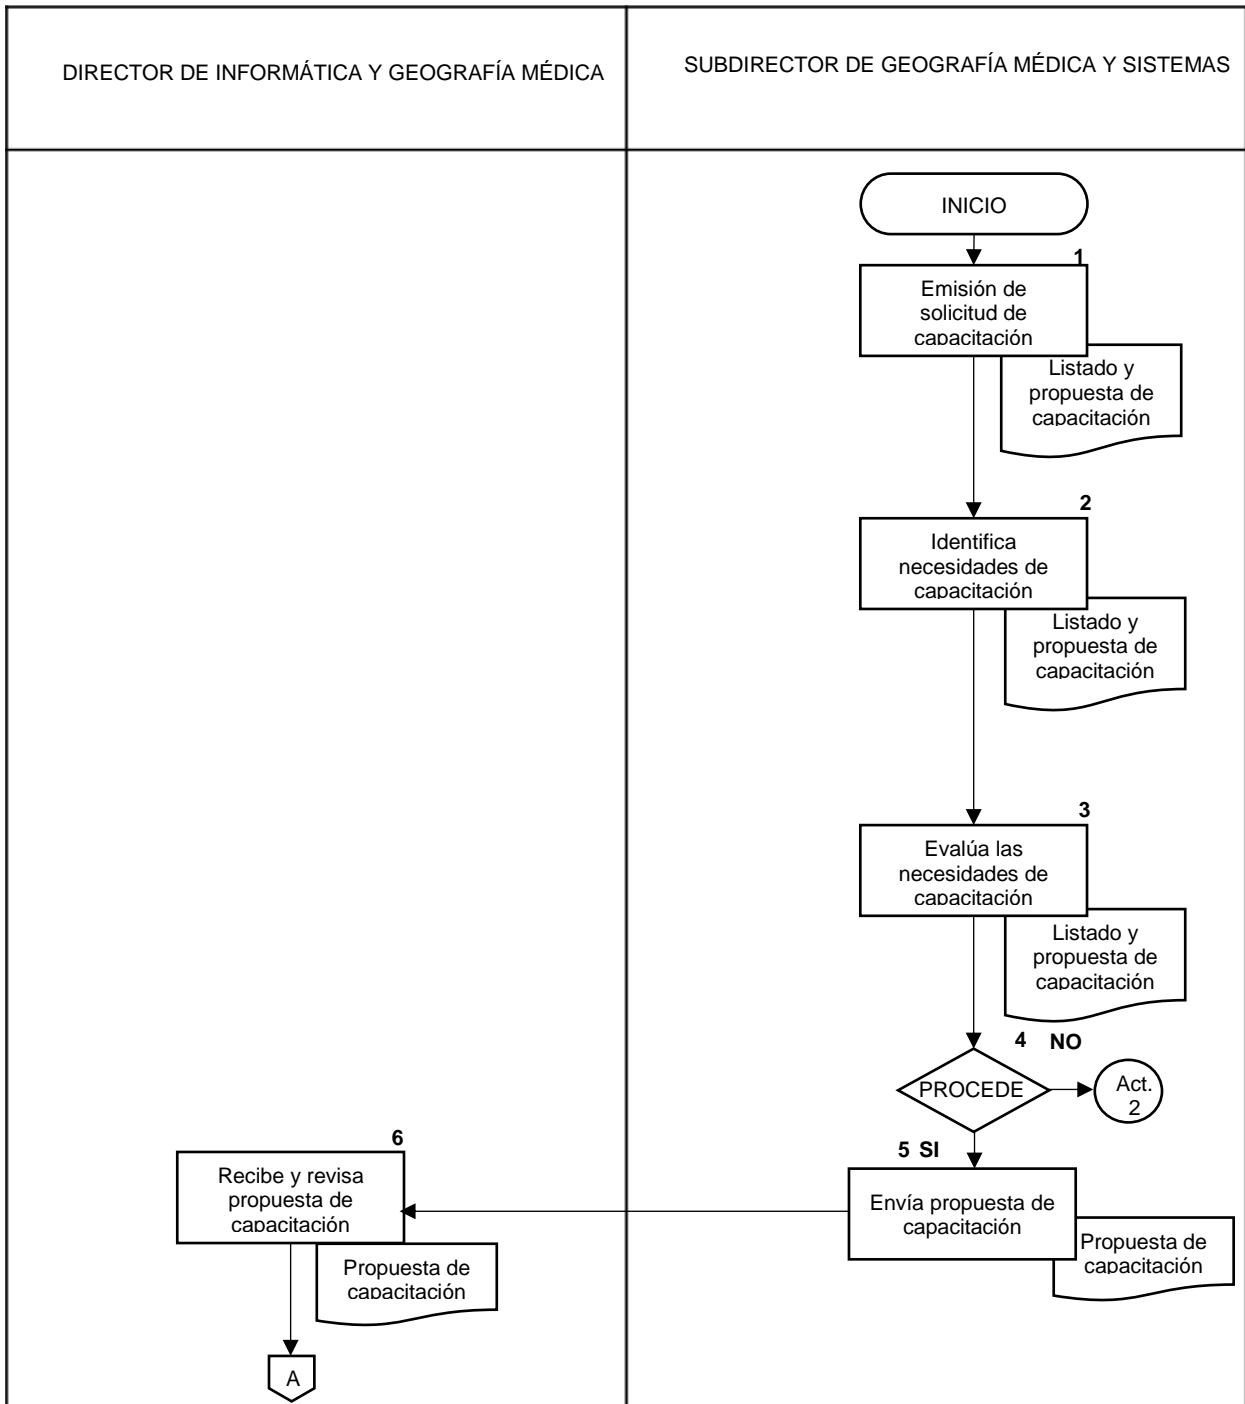 DIRECTOR DE INFORMÁTICA Y GEOGRAFÍA MÉDICA
SUBDIRECTOR DE GEOGRAFÍA MÉDICA Y SISTEMAS
INICIO
1
Emisión de
solicitud de
capacitación
Listado y
propuesta de
capacitación
2
Identifica
necesidades de
capacitación
Listado y
propuesta de
capacitación
3
Evalúa las
necesidades de
capacitación
Listado y
propuesta de
capacitación
4 NO
PROCEDE
Act.
2
5 SI
Envía propuesta de
capacitación
Propuesta de
capacitación
6
Recibe y revisa
propuesta de
capacitación
Propuesta de
capacitación
A